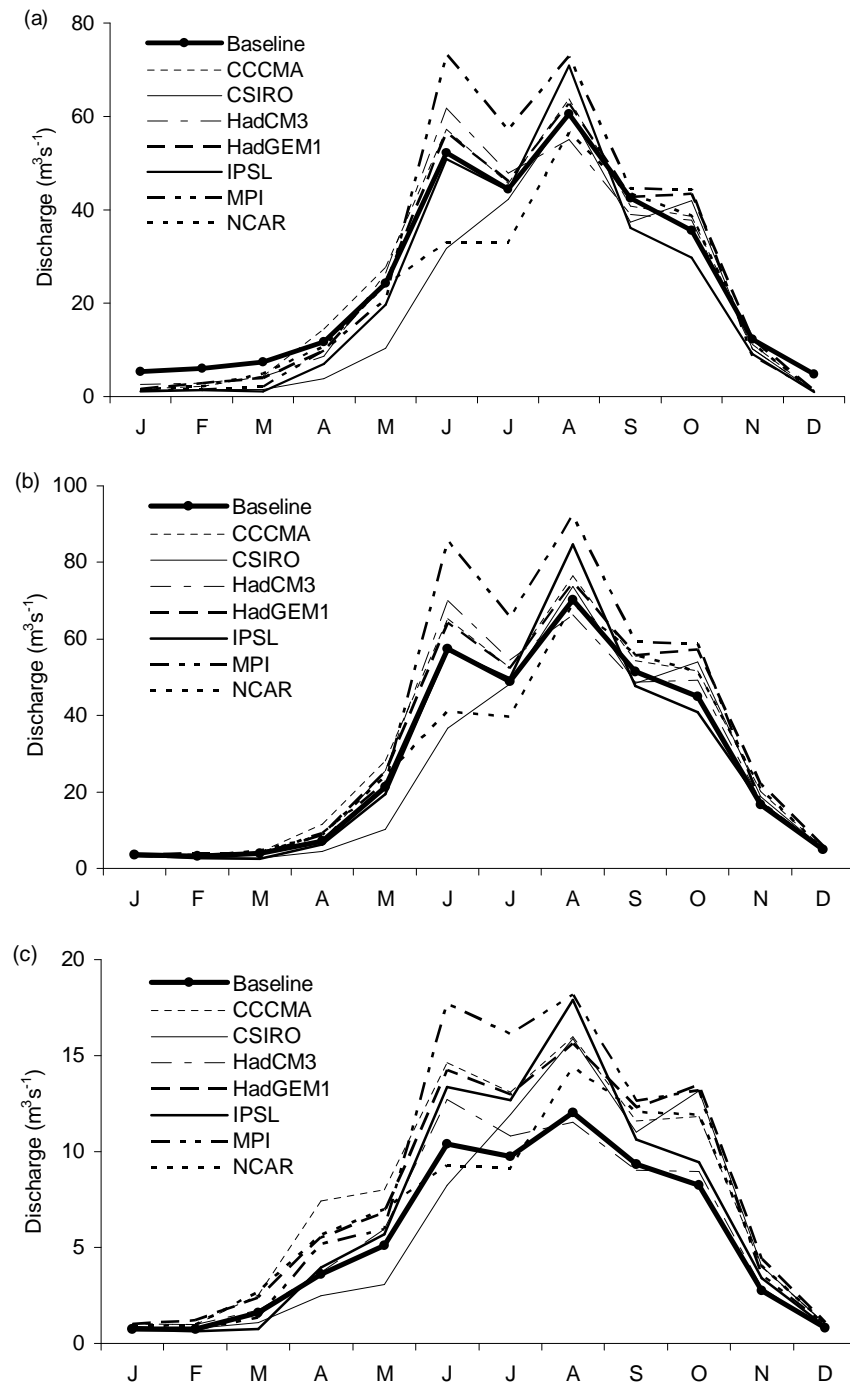 (a)
80
60
40
20
0
Discharge (m³s⁻¹)
Baseline
CCCMA
CSIRO
HadCM3
HadGEM1
IPSL
MPI
NCAR
J F M A M J J A S O N D
(b)
100
80
60
40
20
0
Discharge (m³s⁻¹)
Baseline
CCCMA
CSIRO
HadCM3
HadGEM1
IPSL
MPI
NCAR
J F M A M J J A S O N D
(c)
20
15
10
5
0
Discharge (m³s⁻¹)
Baseline
CCCMA
CSIRO
HadCM3
HadGEM1
IPSL
MPI
NCAR
J F M A M J J A S O N D